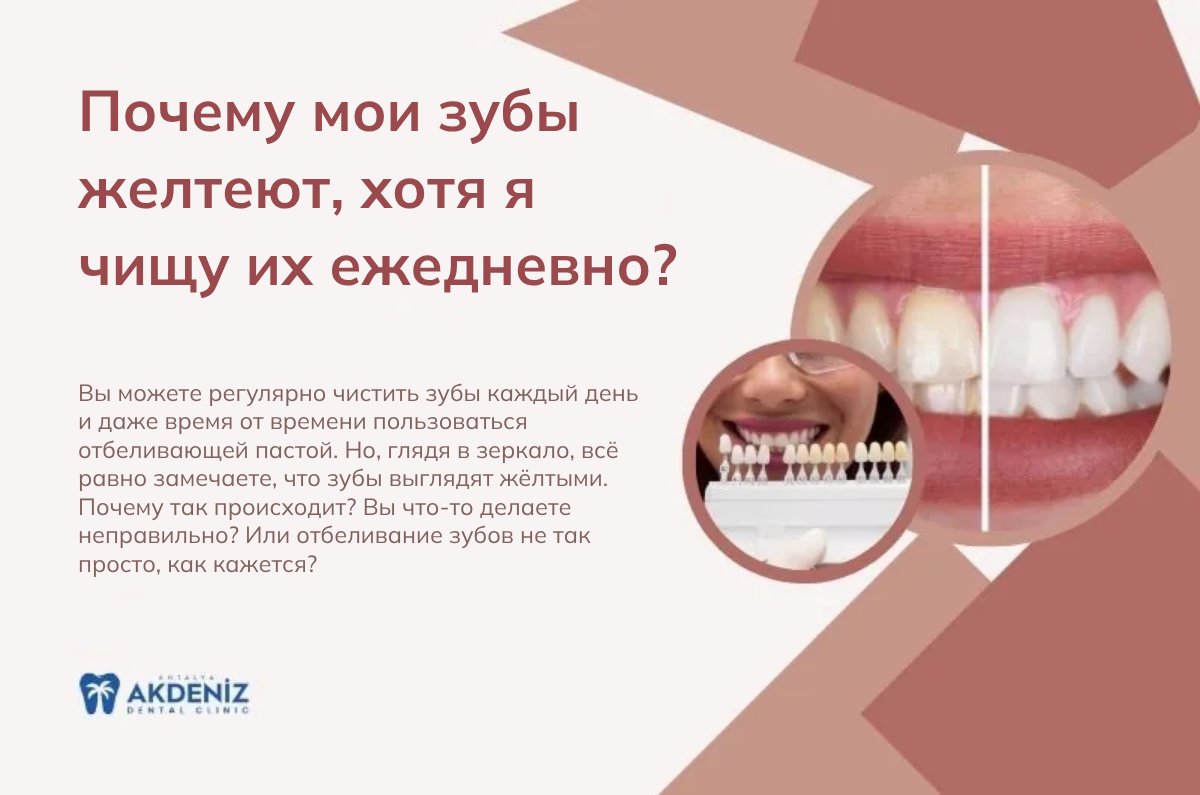 Почему мои зубы
желтеют, хотя я
чищу их ежедневно?
Вы можете регулярно чистить зубы каждый день
и даже время от времени пользоваться
отбеливающей пастой. Но, глядя в зеркало, всё
равно замечаете, что зубы выглядят жёлтыми.
Почему так происходит? Вы что-то делаете
неправильно? Или отбеливание зубов не так
просто, как кажется?
ANTALYA
AKDENİZ
DENTAL CLINIC